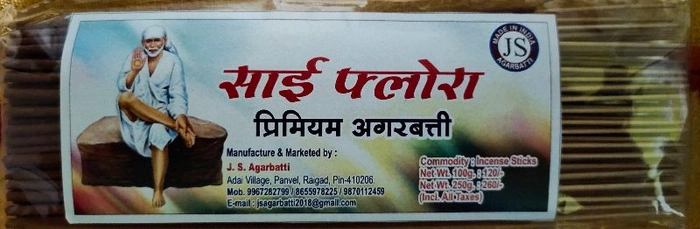 MADE IN INDIA
JS
AGARBATTI
साई फ्लोरा
प्रिमियम अगरबत्ती
Manufacture & Marketed by :
J. S. Agarbatti
Adai Village, Panvel, Raigad, Pin-410206.
Mob. 9967282799 / 8655978225 / 9870112459
E-mail : jsagarbatti2018@gmail.com
Commodity : Incense Sticks
Net Wt. 100g. : 120/-
Net Wt. 250g. : 260/-
(Incl. All Taxes)